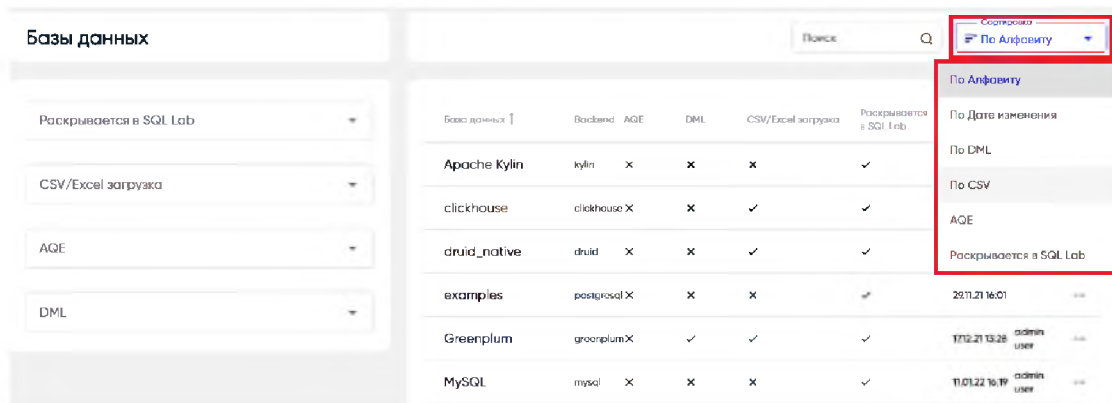 Базы данных
Поиск
Сортировка
По Алфавиту
По Алфавиту
По Дате изменения
По DML
По CSV
AQE
Раскрывается в SQL Lab
Раскрывается в SQL Lab
CSV/Excel загрузка
AQE
DML
База данных ↑ Backend AQE DML CSV/Excel загрузка Раскрывается
в SQL Lab
Apache Kylin kylin ✕ ✕ ✕ ✓
clickhouse clickhouse ✕ ✕ ✓ ✓
druid_native druid ✕ ✕ ✓ ✓
examples postgresql ✕ ✕ ✕ ✓ 29.11.21 16:01
Greenplum greenplum ✕ ✓ ✓ ✓ 17.12.21 13:28 admin
user
MySQL mysql ✕ ✕ ✕ ✓ 11.01.22 16:19 admin
user